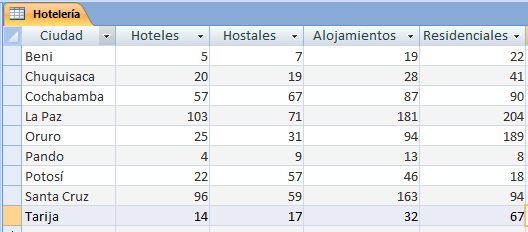 Hotelería
Ciudad Hoteles Hostales Alojamientos Residenciales
Beni 5 7 19 22
Chuquisaca 20 19 28 41
Cochabamba 57 67 87 90
La Paz 103 71 181 204
Oruro 25 31 94 189
Pando 4 9 13 8
Potosí 22 57 46 18
Santa Cruz 96 59 163 94
Tarija 14 17 32 67